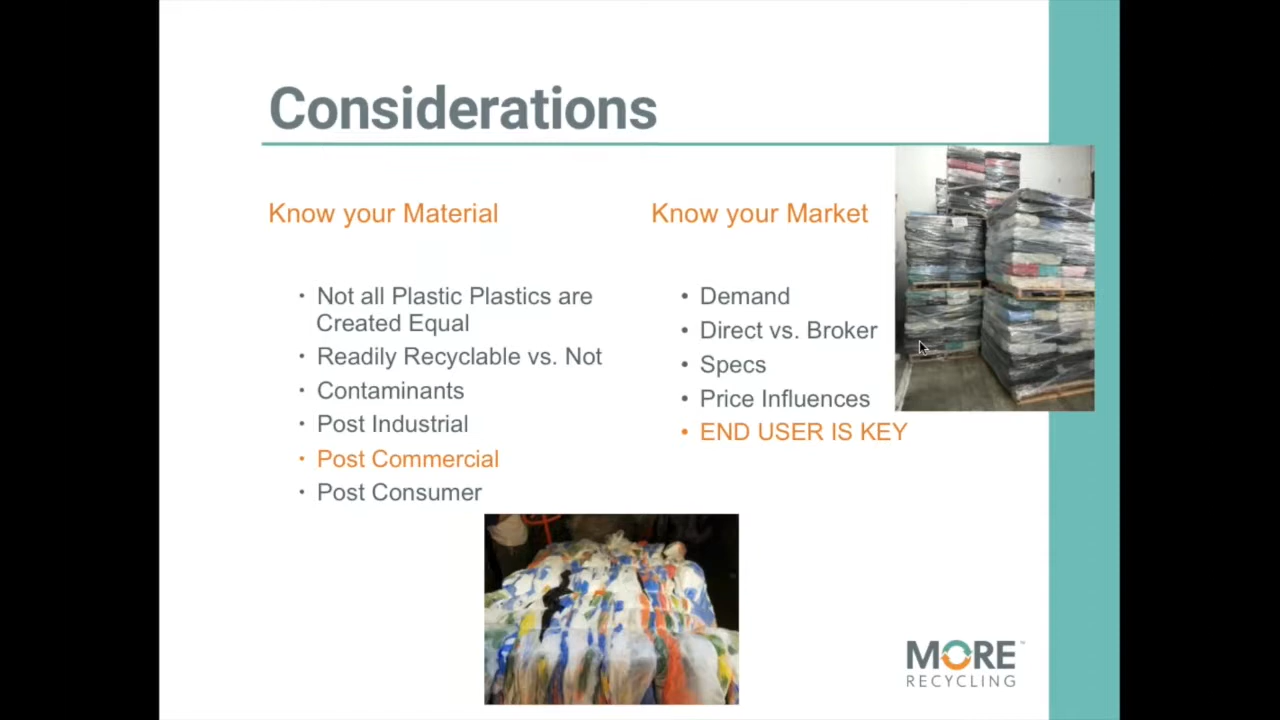 Considerations
Know your Material
· Not all Plastic Plastics are
Created Equal
· Readily Recyclable vs. Not
· Contaminants
· Post Industrial
· Post Commercial
· Post Consumer
Know your Market
• Demand
• Direct vs. Broker
• Specs
• Price Influences
• END USER IS KEY
MORE™
RECYCLING